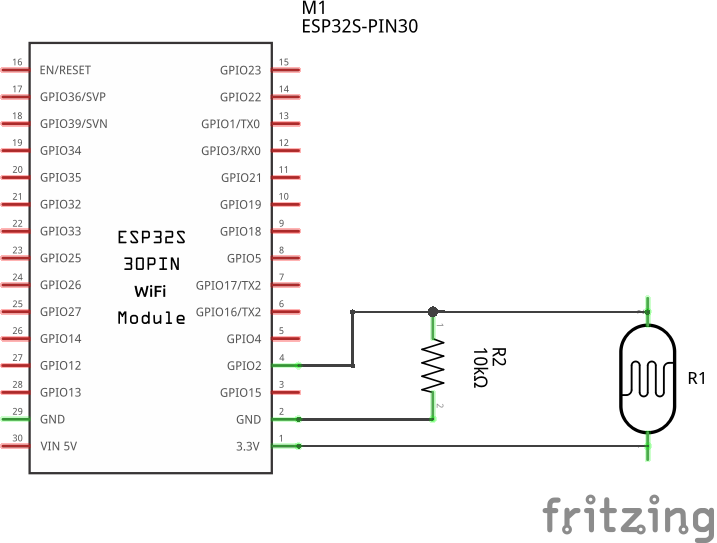 M1
ESP32S-PIN30
16 EN/RESET GPIO23 15
17 GPIO36/SVP GPIO22 14
18 GPIO39/SVN GPIO1/TX0 13
19 GPIO34 GPIO3/RX0 12
20 GPIO35 GPIO21 11
21 GPIO32 GPIO19 10
22 GPIO33 GPIO18 9
23 GPIO25 GPIO5 8
24 GPIO26 GPIO17/TX2 7
25 GPIO27 GPIO16/TX2 6
26 GPIO14 GPIO4 5
27 GPIO12 GPIO2 4
28 GPIO13 GPIO15 3
29 GND GND 2
30 VIN 5V 3.3V 1
ESP32S
30PIN
WiFi
Module
1
2
R2
10kΩ
R1
fritzing